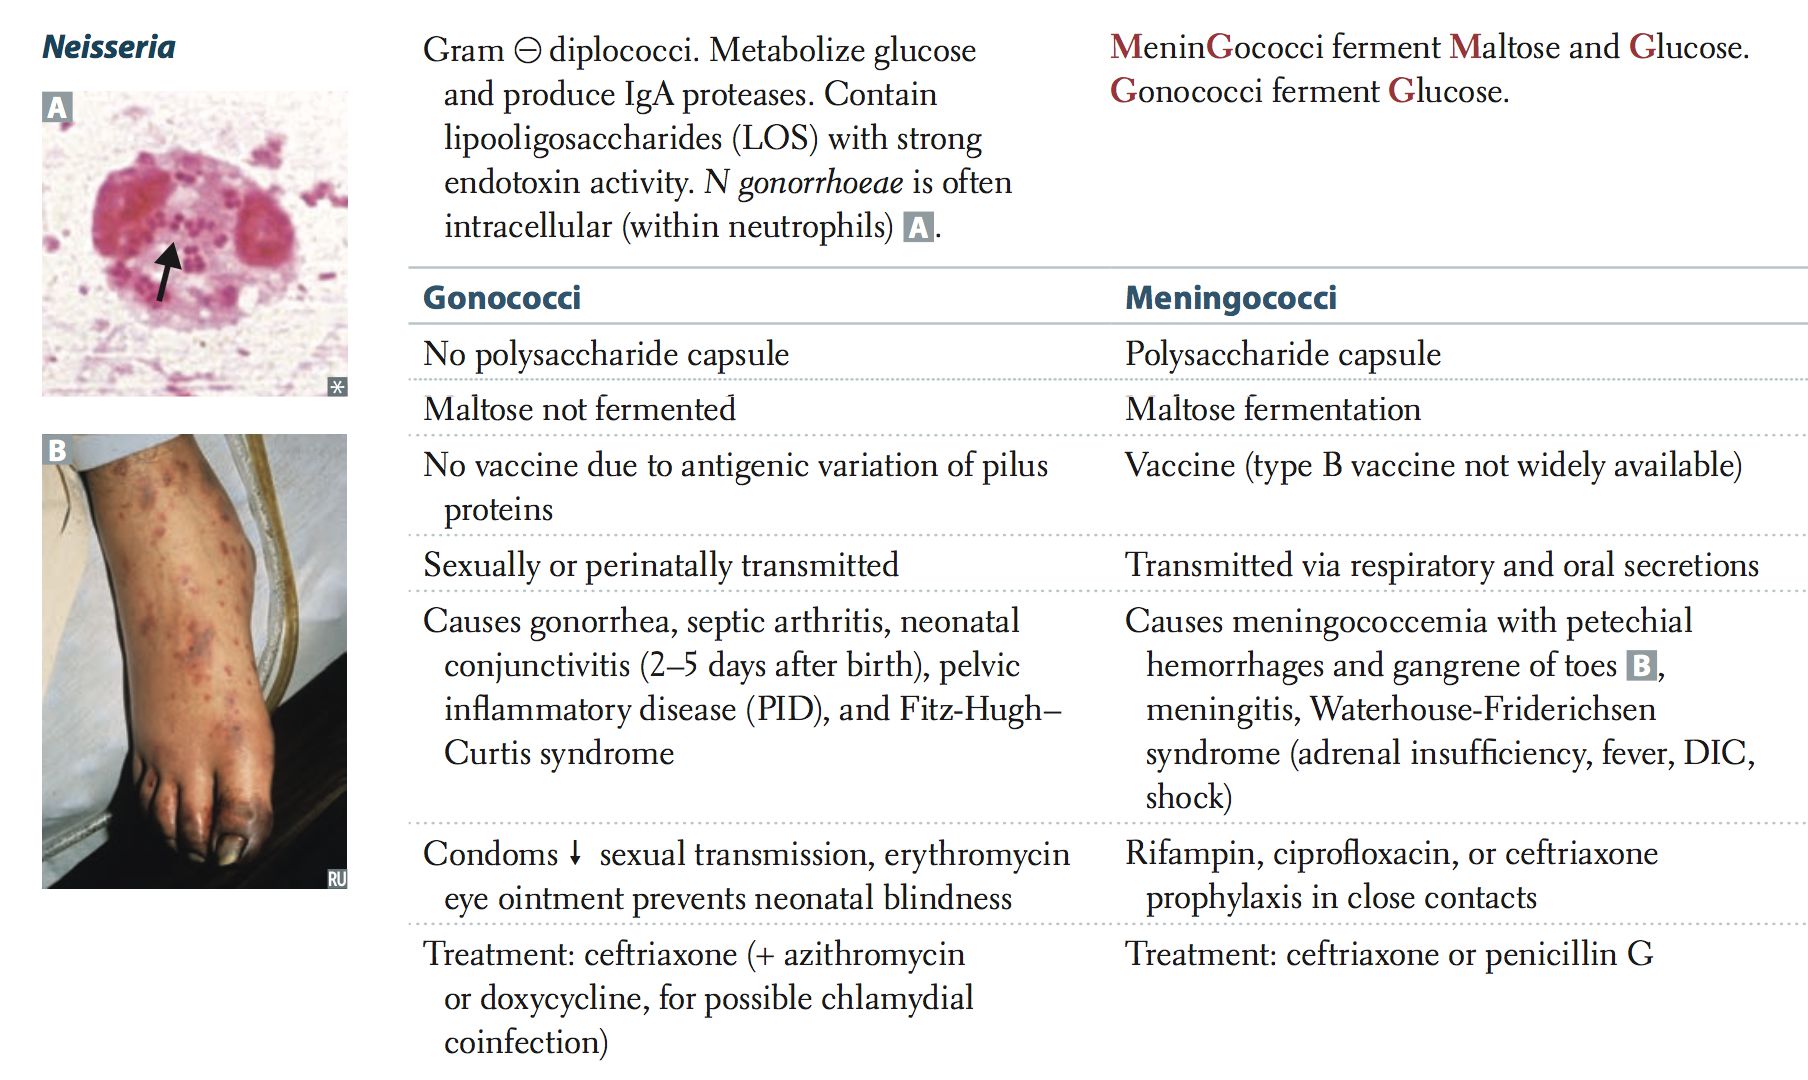 Neisseria
A
*
B
RU
Gram ⊖ diplococci. Metabolize glucose
and produce IgA proteases. Contain
lipooligosaccharides (LOS) with strong
endotoxin activity. N gonorrhoeae is often
intracellular (within neutrophils) A.
MeninGococci ferment Maltose and Glucose.
Gonococci ferment Glucose.
Gonococci
Meningococci
No polysaccharide capsule
Polysaccharide capsule
Maltose not fermented
Maltose fermentation
No vaccine due to antigenic variation of pilus
proteins
Vaccine (type B vaccine not widely available)
Sexually or perinatally transmitted
Transmitted via respiratory and oral secretions
Causes gonorrhea, septic arthritis, neonatal
conjunctivitis (2–5 days after birth), pelvic
inflammatory disease (PID), and Fitz-Hugh–
Curtis syndrome
Causes meningococcemia with petechial
hemorrhages and gangrene of toes B,
meningitis, Waterhouse-Friderichsen
syndrome (adrenal insufficiency, fever, DIC,
shock)
Condoms ↓ sexual transmission, erythromycin
eye ointment prevents neonatal blindness
Rifampin, ciprofloxacin, or ceftriaxone
prophylaxis in close contacts
Treatment: ceftriaxone (+ azithromycin
or doxycycline, for possible chlamydial
coinfection)
Treatment: ceftriaxone or penicillin G